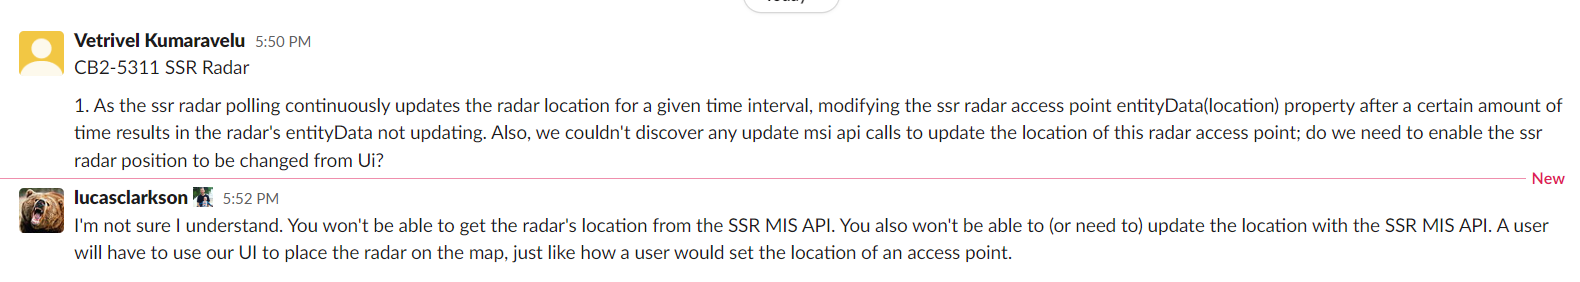 Vetrivel Kumaravelu 5:50 PM
CB2-5311 SSR Radar
1. As the ssr radar polling continuously updates the radar location for a given time interval, modifying the ssr radar access point entityData(location) property after a certain amount of
time results in the radar's entityData not updating. Also, we couldn't discover any update msi api calls to update the location of this radar access point; do we need to enable the ssr
radar position to be changed from Ui?
New
lucasclarkson 5:52 PM
I'm not sure I understand. You won't be able to get the radar's location from the SSR MIS API. You also won't be able to (or need to) update the location with the SSR MIS API. A user
will have to use our UI to place the radar on the map, just like how a user would set the location of an access point.